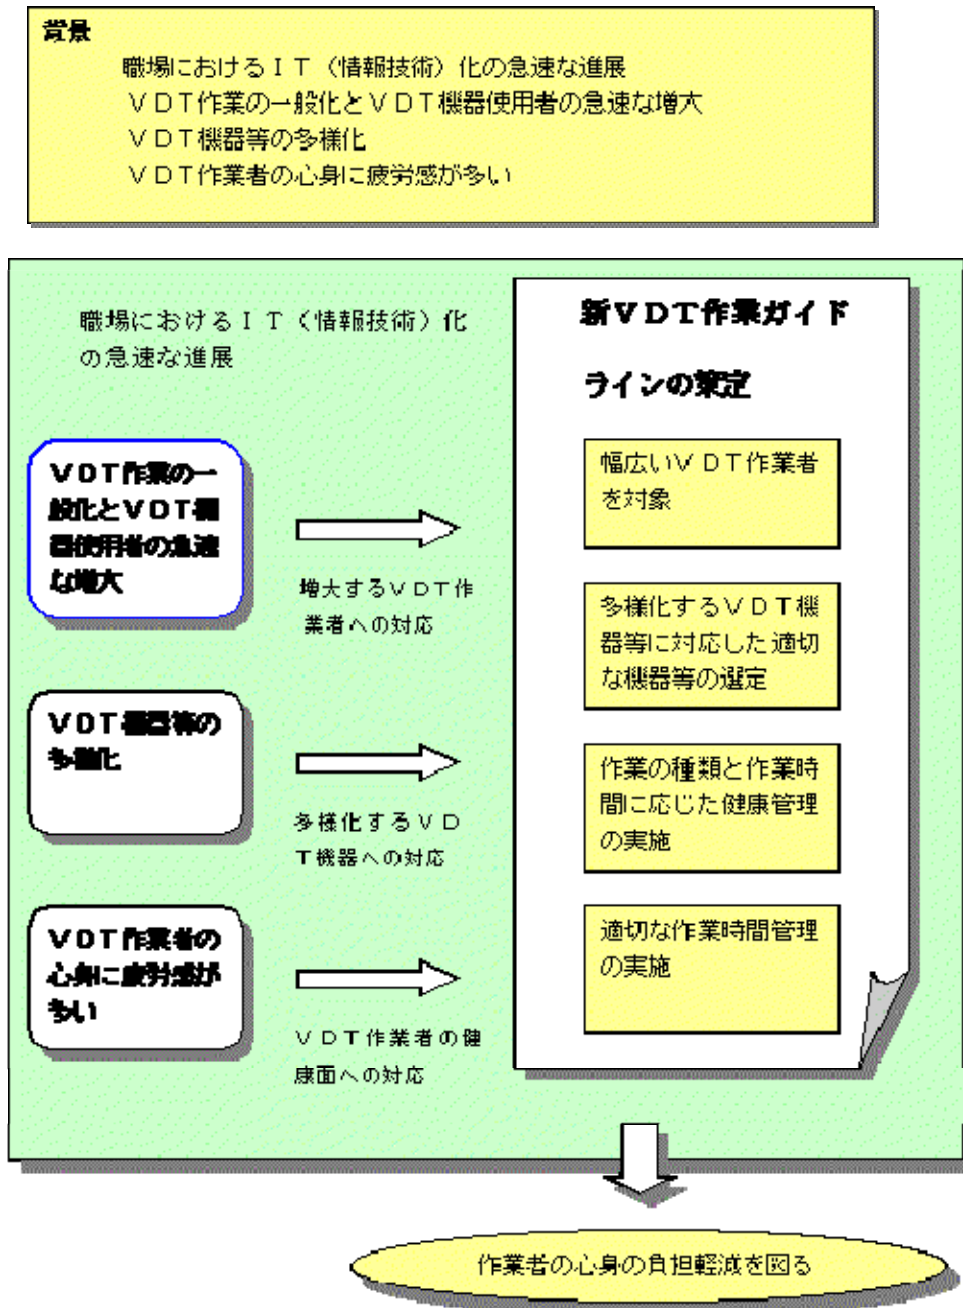 背景
職場におけるＩＴ（情報技術）化の急速な進展
ＶＤＴ作業の一般化とＶＤＴ機器使用者の急速な増大
ＶＤＴ機器等の多様化
ＶＤＴ作業者の心身に疲労感が多い
職場におけるＩＴ（情報技術）化
の急速な進展
ＶＤＴ作業の一
般化とＶＤＴ機
器使用者の急速
な増大
増大するＶＤＴ作
業者への対応
ＶＤＴ機器等の
多様化
多様化するＶＤ
Ｔ機器への対応
ＶＤＴ作業者の
心身に疲労感が
多い
ＶＤＴ作業者の健
康面への対応
新ＶＤＴ作業ガイド
ラインの策定
幅広いＶＤＴ作業者
を対象
多様化するＶＤＴ機
器等に対応した適切
な機器等の選定
作業の種類と作業時
間に応じた健康管理
の実施
適切な作業時間管理
の実施
作業者の心身の負担軽減を図る